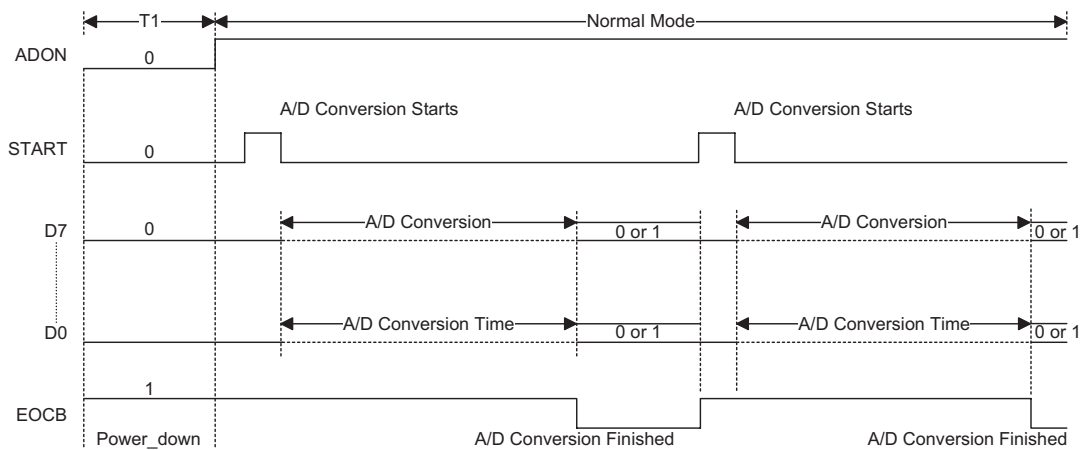 T1 Normal Mode
ADON 0
A/D Conversion Starts A/D Conversion Starts
START 0
D7 0 A/D Conversion 0 or 1 A/D Conversion 0 or 1
D0 A/D Conversion Time 0 or 1 A/D Conversion Time 0 or 1
EOCB 1
Power_down A/D Conversion Finished A/D Conversion Finished